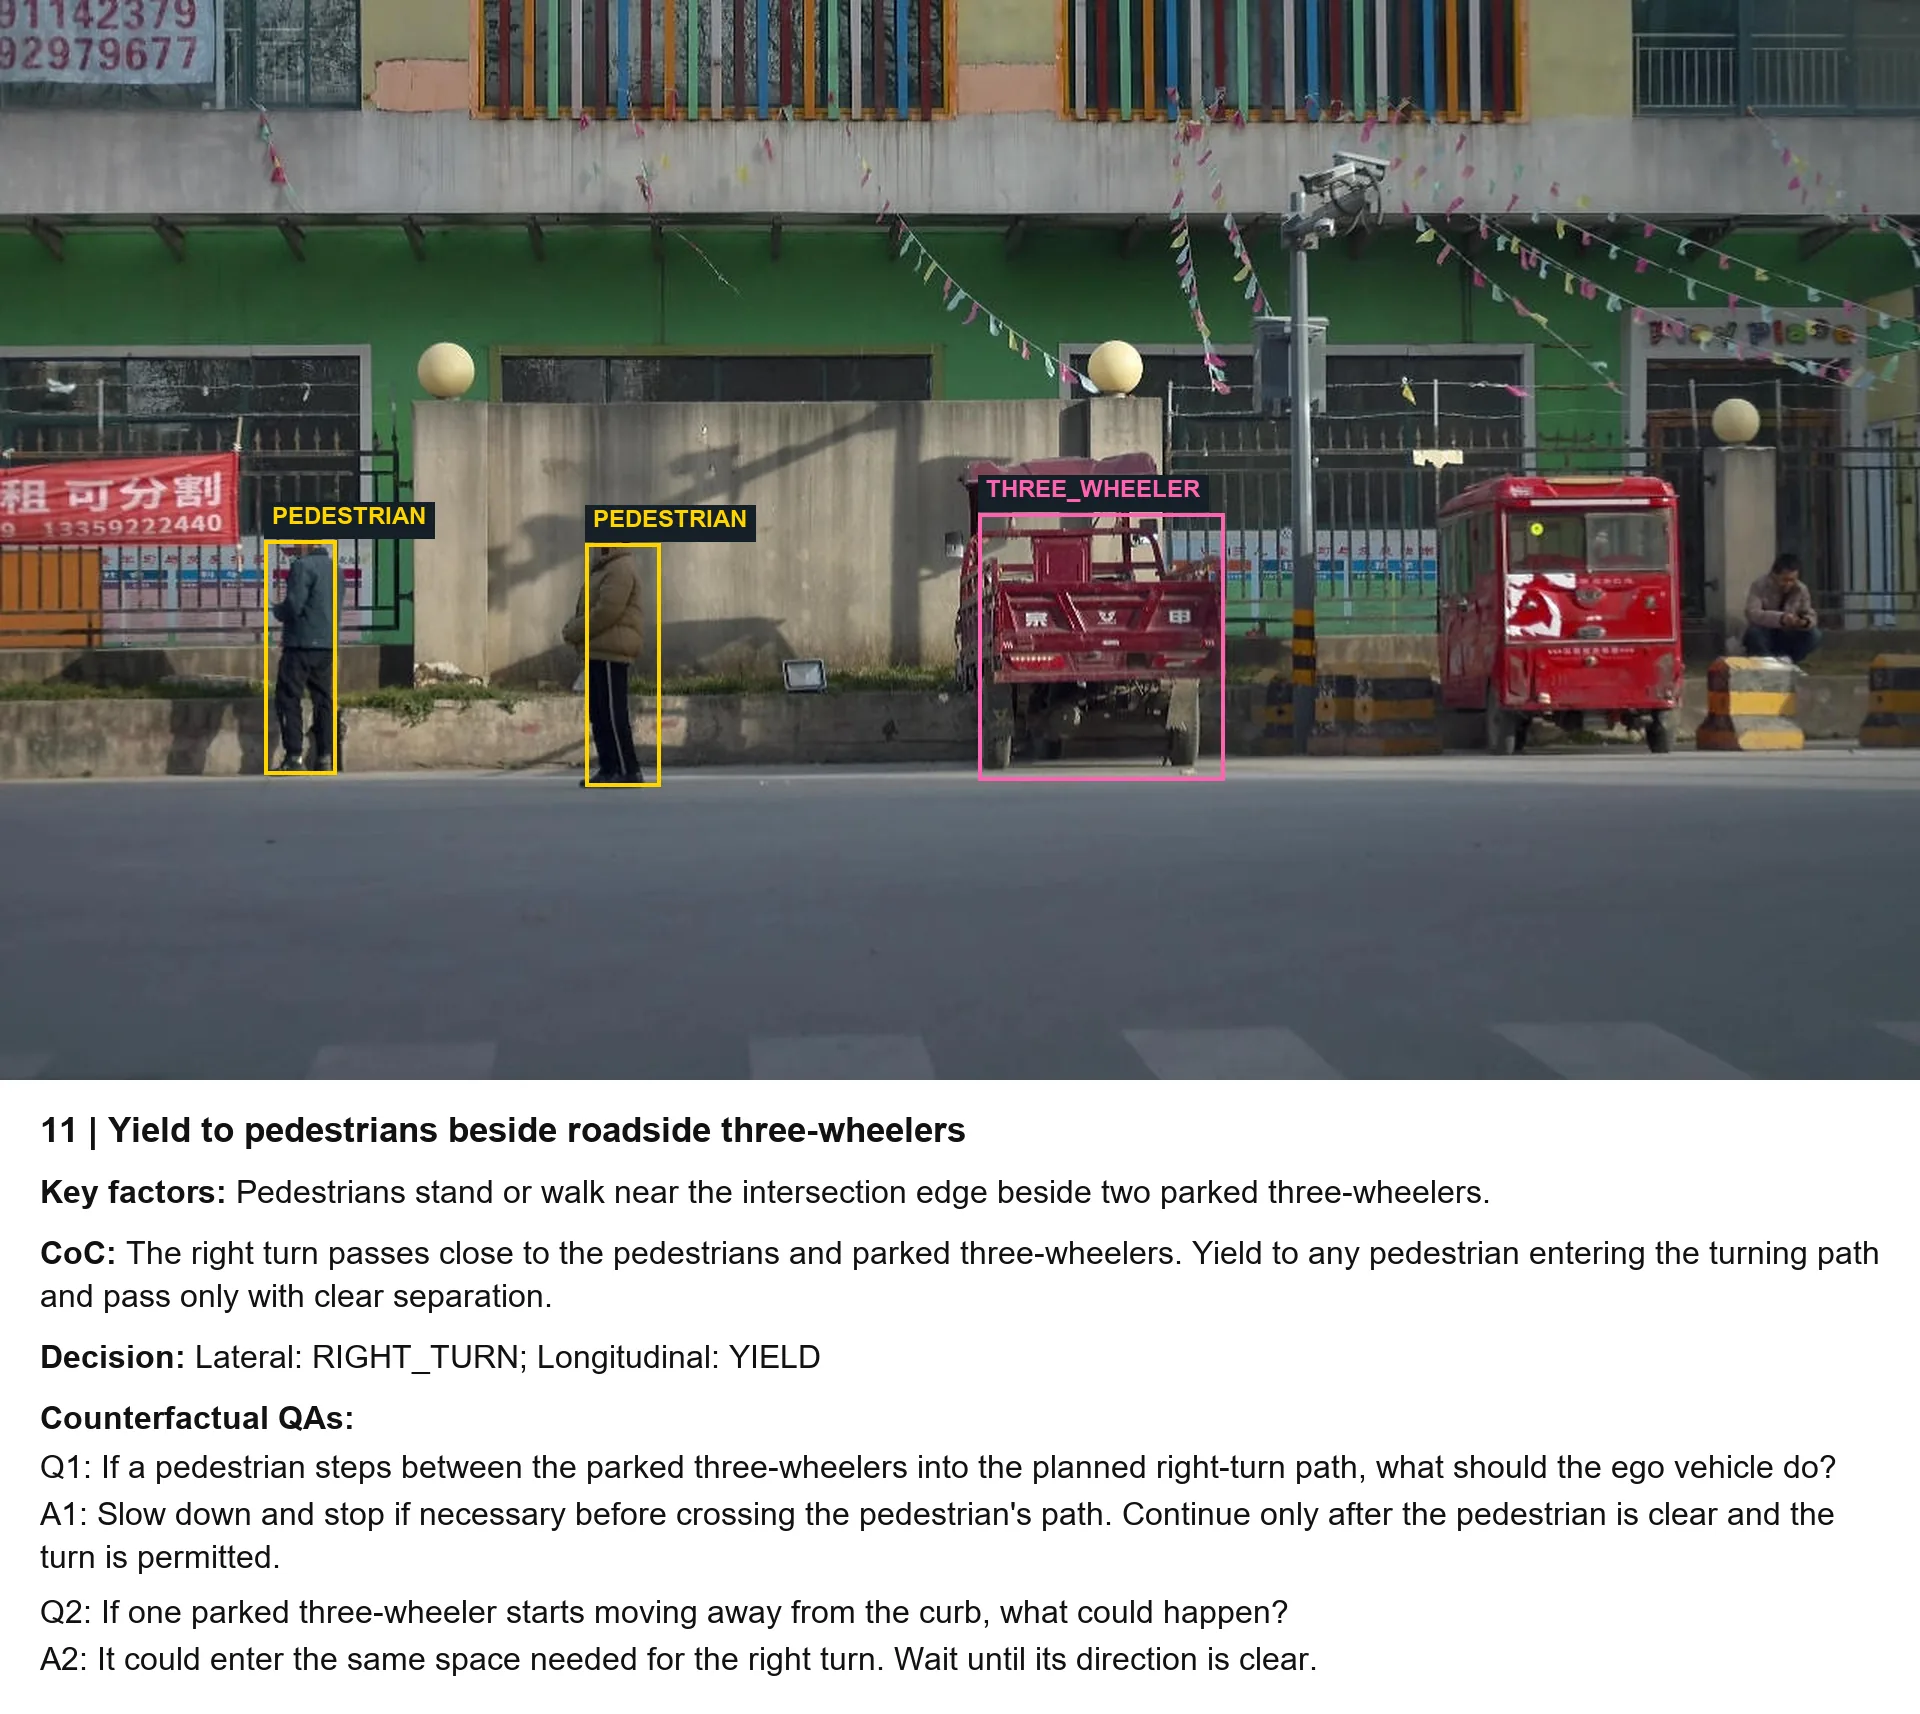 91142379
92979677
Play Place
租 可分割
9 13359222440
PEDESTRIAN
PEDESTRIAN
THREE_WHEELER
宗 申
11 | Yield to pedestrians beside roadside three-wheelers
Key factors: Pedestrians stand or walk near the intersection edge beside two parked three-wheelers.
CoC: The right turn passes close to the pedestrians and parked three-wheelers. Yield to any pedestrian entering the turning path
and pass only with clear separation.
Decision: Lateral: RIGHT_TURN; Longitudinal: YIELD
Counterfactual QAs:
Q1: If a pedestrian steps between the parked three-wheelers into the planned right-turn path, what should the ego vehicle do?
A1: Slow down and stop if necessary before crossing the pedestrian's path. Continue only after the pedestrian is clear and the
turn is permitted.
Q2: If one parked three-wheeler starts moving away from the curb, what could happen?
A2: It could enter the same space needed for the right turn. Wait until its direction is clear.